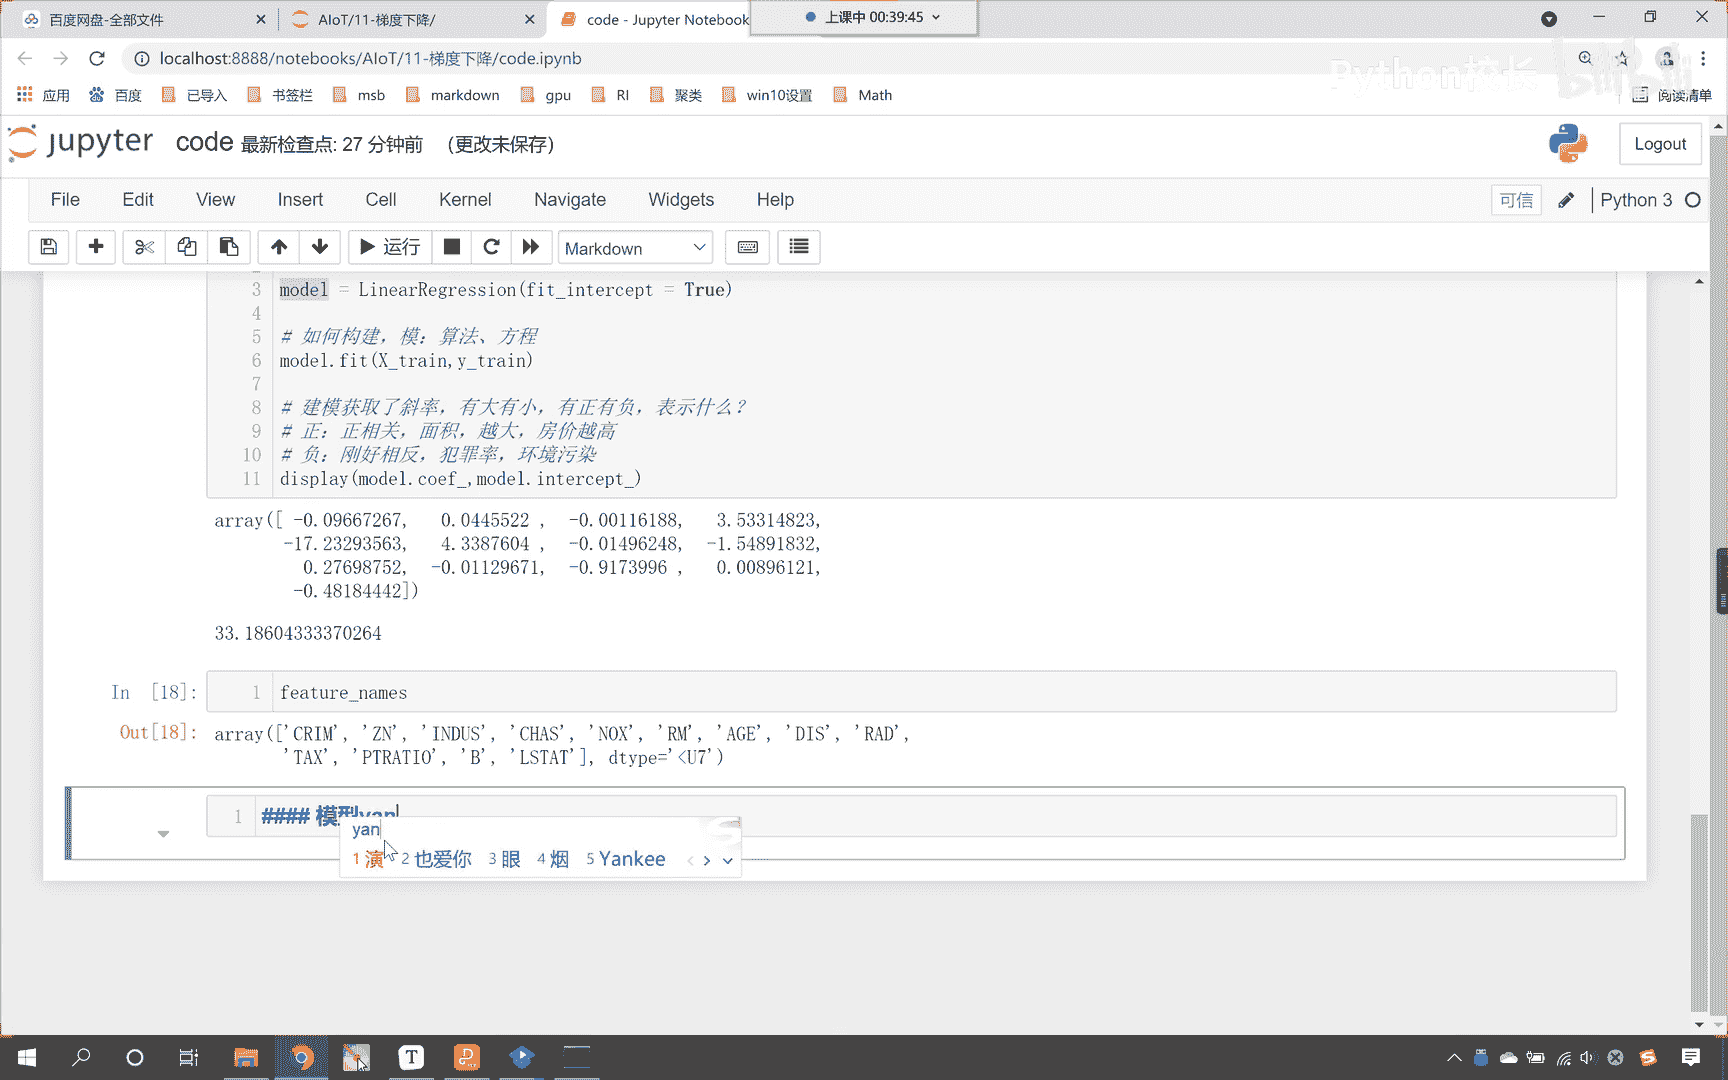 百度网盘-全部文件
AIoT/11-梯度下降/
code - Jupyter Notebook
上课中 00:39:45
localhost:8888/notebooks/AIoT/11-梯度下降/code.ipynb
Python校长
bilibili
应用
百度
已导入
书签栏
msb
markdown
gpu
RI
聚类
win10设置
Math
阅读清单
jupyter code 最新检查点: 27 分钟前 (更改未保存)
Logout
File Edit View Insert Cell Kernel Navigate Widgets Help
可信
Python 3
运行
Markdown
3 model = LinearRegression(fit_intercept = True)
4
5 # 如何构建，模：算法、方程
6 model.fit(X_train,y_train)
7
8 # 建模获取了斜率，有大有小，有正有负，表示什么？
9 # 正：正相关，面积，越大，房价越高
10 # 负：刚好相反，犯罪率，环境污染
11 display(model.coef_,model.intercept_)
array([ -0.09667267, 0.0445522 , -0.00116188, 3.53314823,
-17.23293563, 4.3387604 , -0.01496248, -1.54891832,
0.27698752, -0.01129671, -0.9173996 , 0.00896121,
-0.48184442])
33.18604333370264
In [18]: 1 feature_names
Out[18]: array(['CRIM', 'ZN', 'INDUS', 'CHAS', 'NOX', 'RM', 'AGE', 'DIS', 'RAD',
'TAX', 'PTRATIO', 'B', 'LSTAT'], dtype='<U7')
1 #### 模型yan
yan
1 演 2 也爱你 3 眼 4 烟 5 Yankee